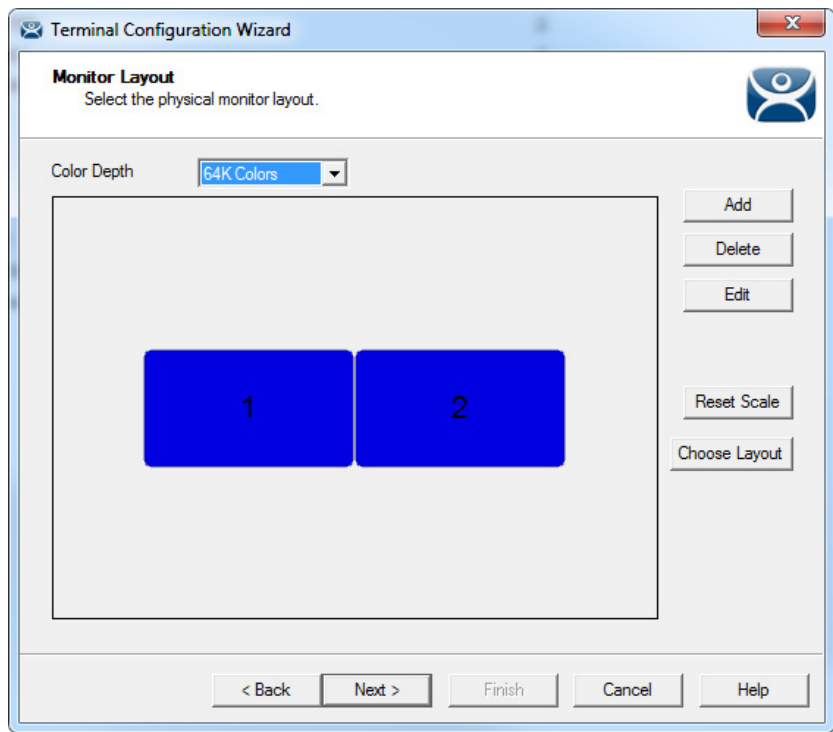 Terminal Configuration Wizard
Monitor Layout
Select the physical monitor layout.
Color Depth
64K Colors
Add
Delete
Edit
1
2
Reset Scale
Choose Layout
< Back
Next >
Finish
Cancel
Help